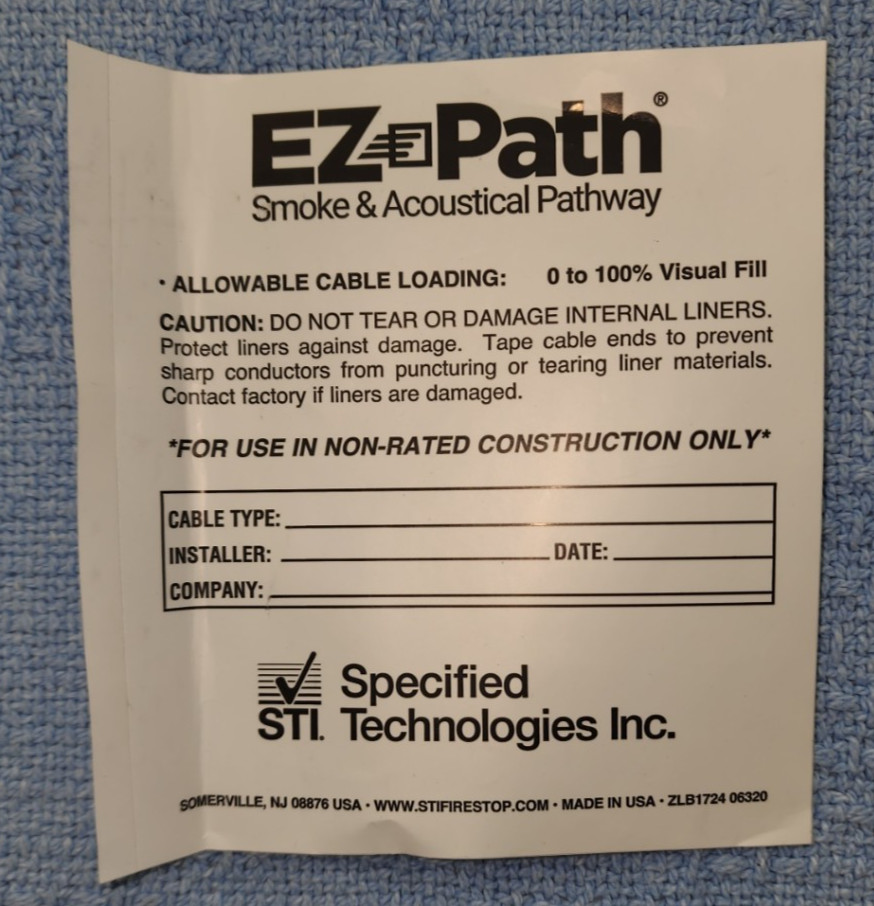 EZ Path®
Smoke & Acoustical Pathway
· ALLOWABLE CABLE LOADING: 0 to 100% Visual Fill
CAUTION: DO NOT TEAR OR DAMAGE INTERNAL LINERS.
Protect liners against damage. Tape cable ends to prevent
sharp conductors from puncturing or tearing liner materials.
Contact factory if liners are damaged.
*FOR USE IN NON-RATED CONSTRUCTION ONLY*
CABLE TYPE:
INSTALLER: DATE:
COMPANY:
STI. Specified
Technologies Inc.
SOMERVILLE, NJ 08876 USA · WWW.STIFIRESTOP.COM · MADE IN USA · ZLB1724 06320